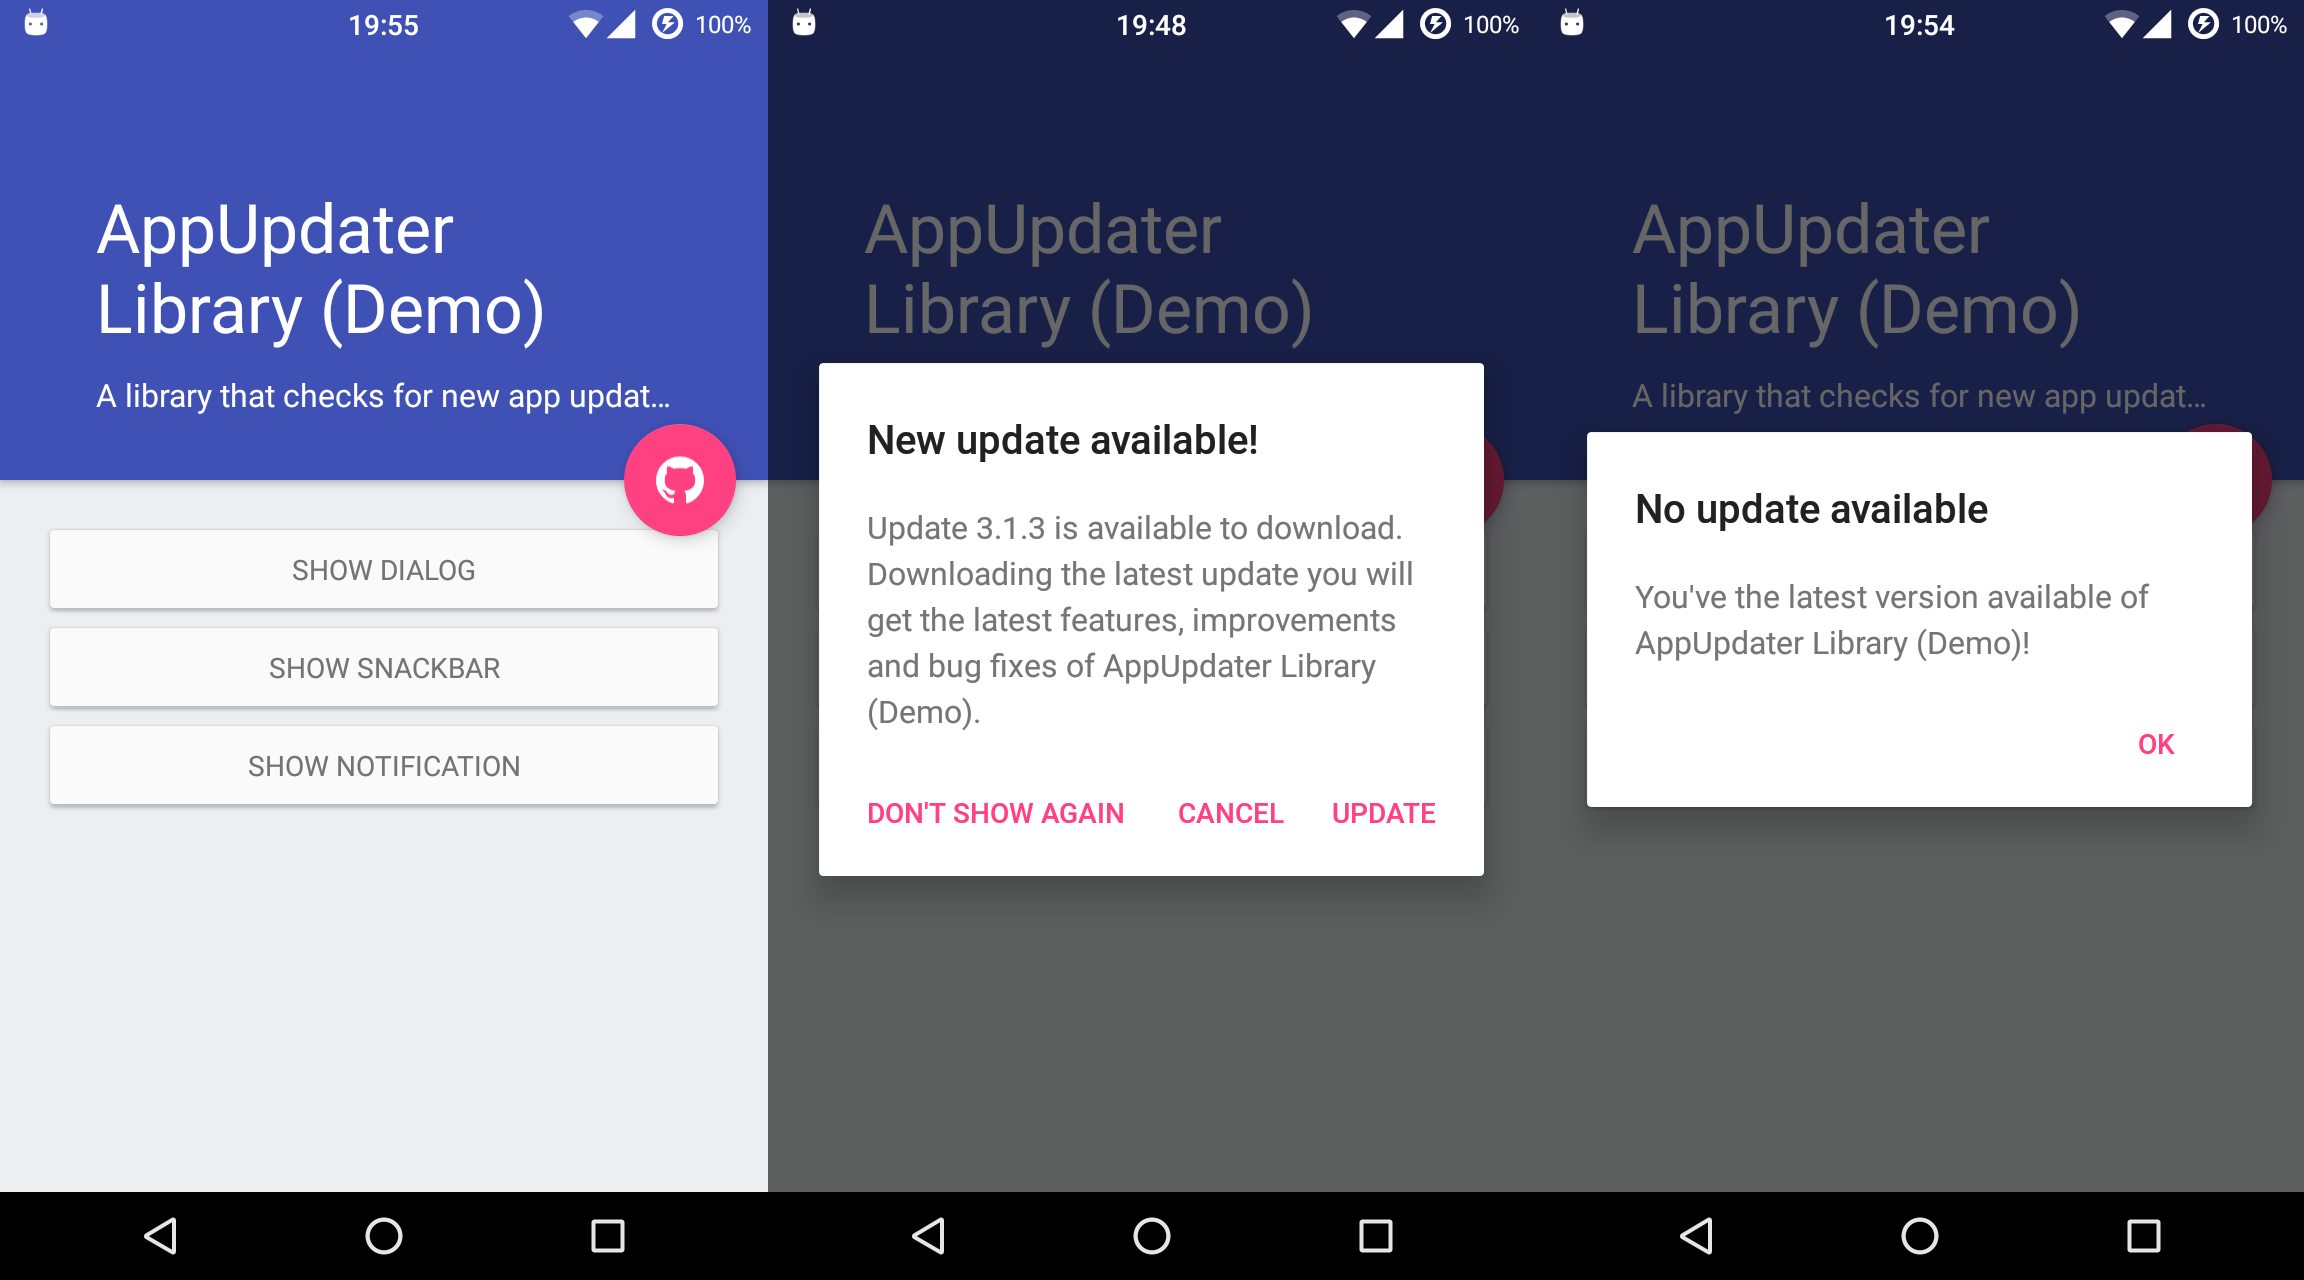 19:55
100%
AppUpdater
Library (Demo)
A library that checks for new app updat...
SHOW DIALOG
SHOW SNACKBAR
SHOW NOTIFICATION
19:48
100%
AppUpdater
Library (Demo)
New update available!
Update 3.1.3 is available to download.
Downloading the latest update you will
get the latest features, improvements
and bug fixes of AppUpdater Library
(Demo).
DON'T SHOW AGAIN CANCEL UPDATE
19:54
100%
AppUpdater
Library (Demo)
A library that checks for new app updat...
No update available
You've the latest version available of
AppUpdater Library (Demo)!
OK